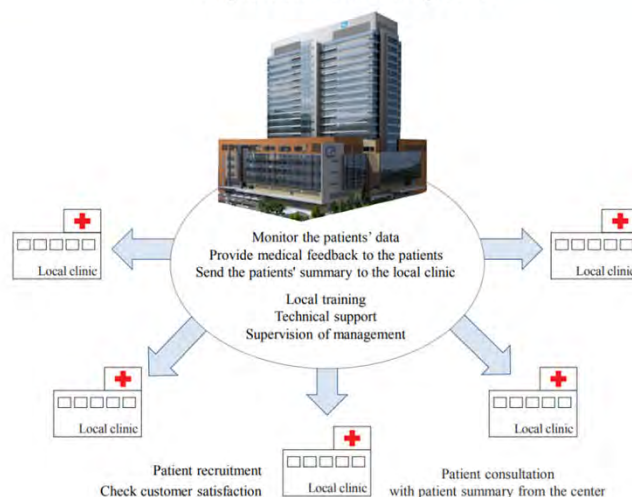 Monitor the patients' data
Provide medical feedback to the patients
Send the patients' summary to the local clinic
Local training
Technical support
Supervision of management
Local clinic
Local clinic
Local clinic
Local clinic
Local clinic
Patient recruitment
Check customer satisfaction
Patient consultation
with patient summary from the center